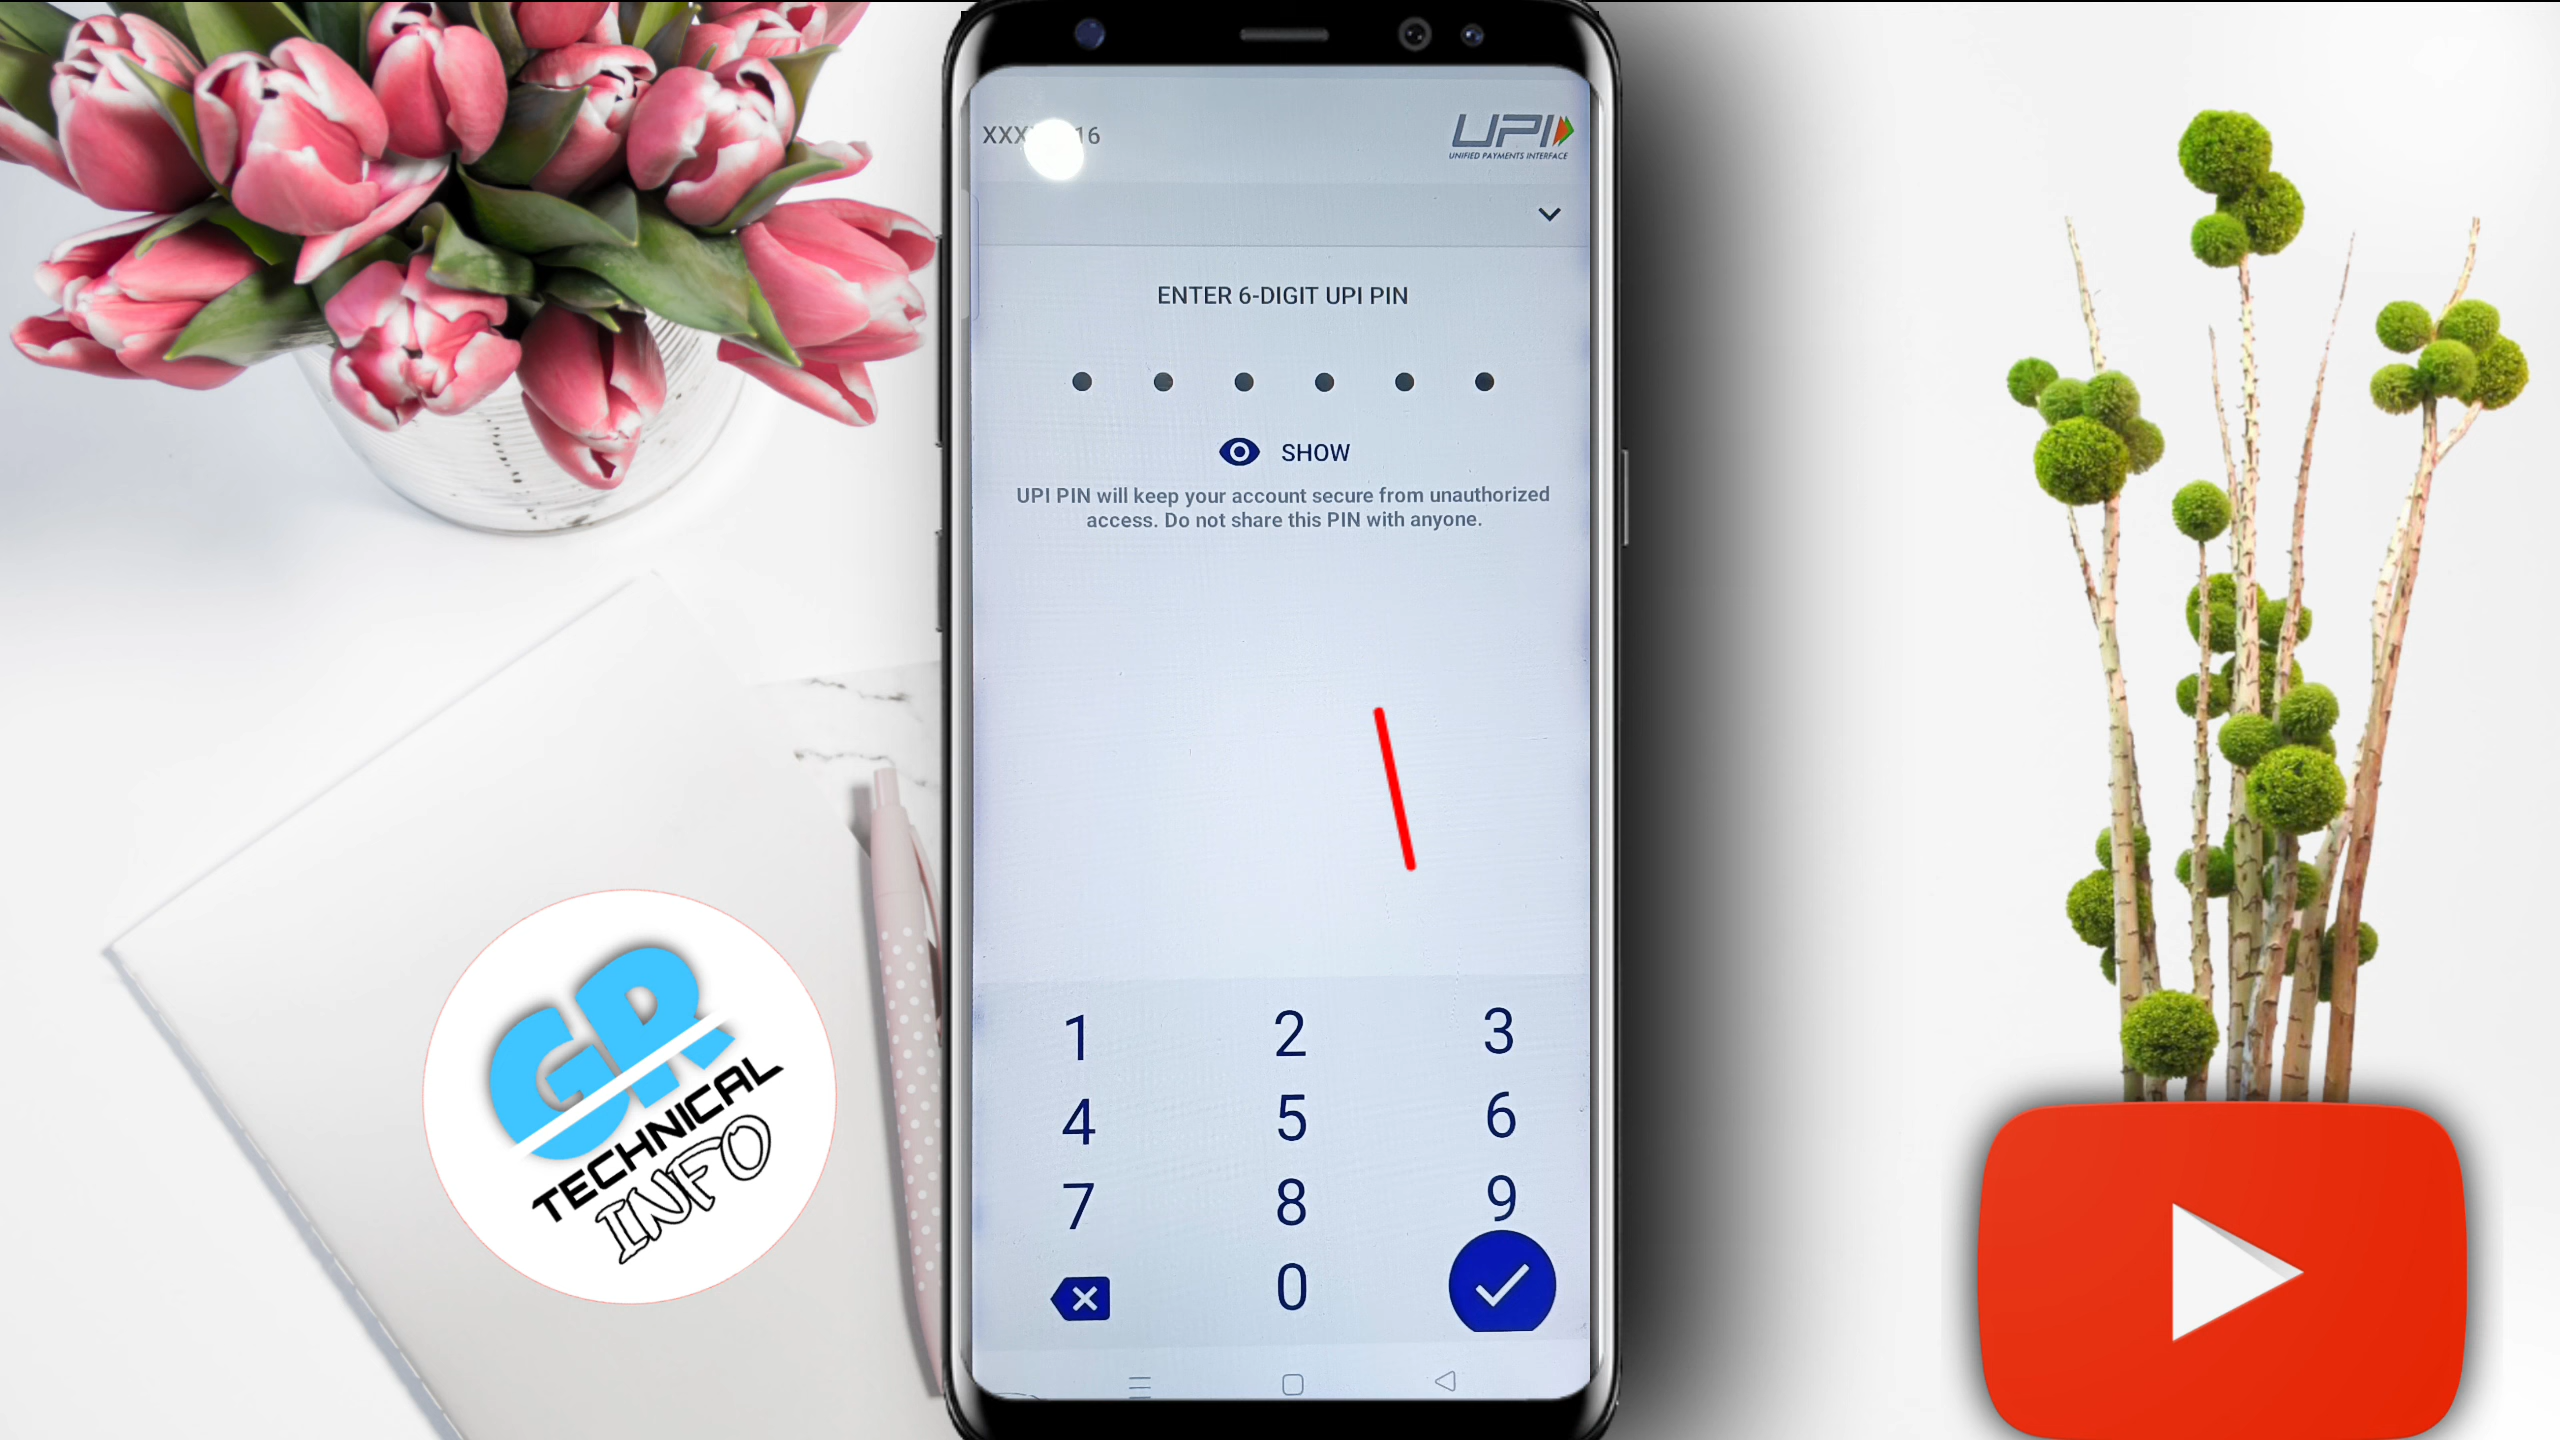 UPI
UNIFIED PAYMENTS INTERFACE
ENTER 6-DIGIT UPI PIN
SHOW
UPI PIN will keep your account secure from unauthorized
access. Do not share this PIN with anyone.
1 2 3
4 5 6
7 8 9
0
GR
TECHNICAL
INFO